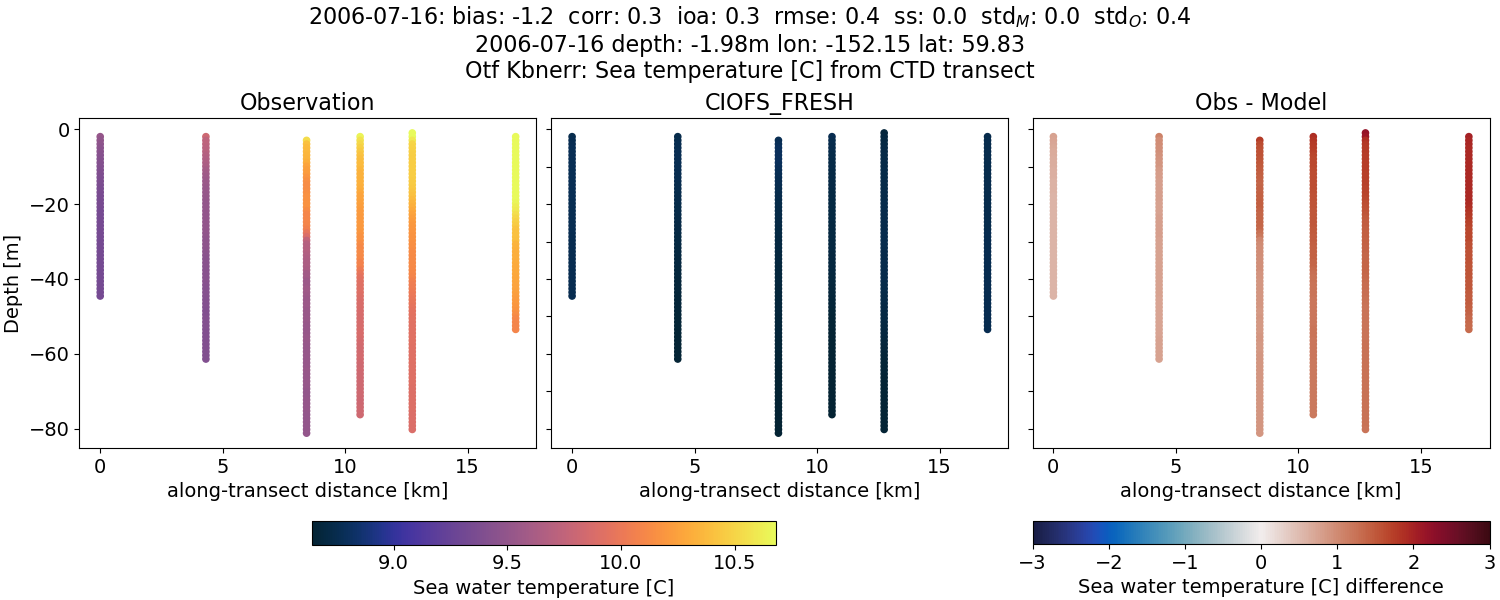 2006-07-16: bias: -1.2 corr: 0.3 ioa: 0.3 rmse: 0.4 ss: 0.0 std_M: 0.0 std_O: 0.4
2006-07-16 depth: -1.98m lon: -152.15 lat: 59.83
Otf Kbnerr: Sea temperature [C] from CTD transect
Observation
CIOFS_FRESH
Obs - Model
Depth [m]
0
−20
−40
−60
−80
0 5 10 15
0 5 10 15
0 5 10 15
along-transect distance [km]
along-transect distance [km]
along-transect distance [km]
9.0 9.5 10.0 10.5
Sea water temperature [C]
−3 −2 −1 0 1 2 3
Sea water temperature [C] difference